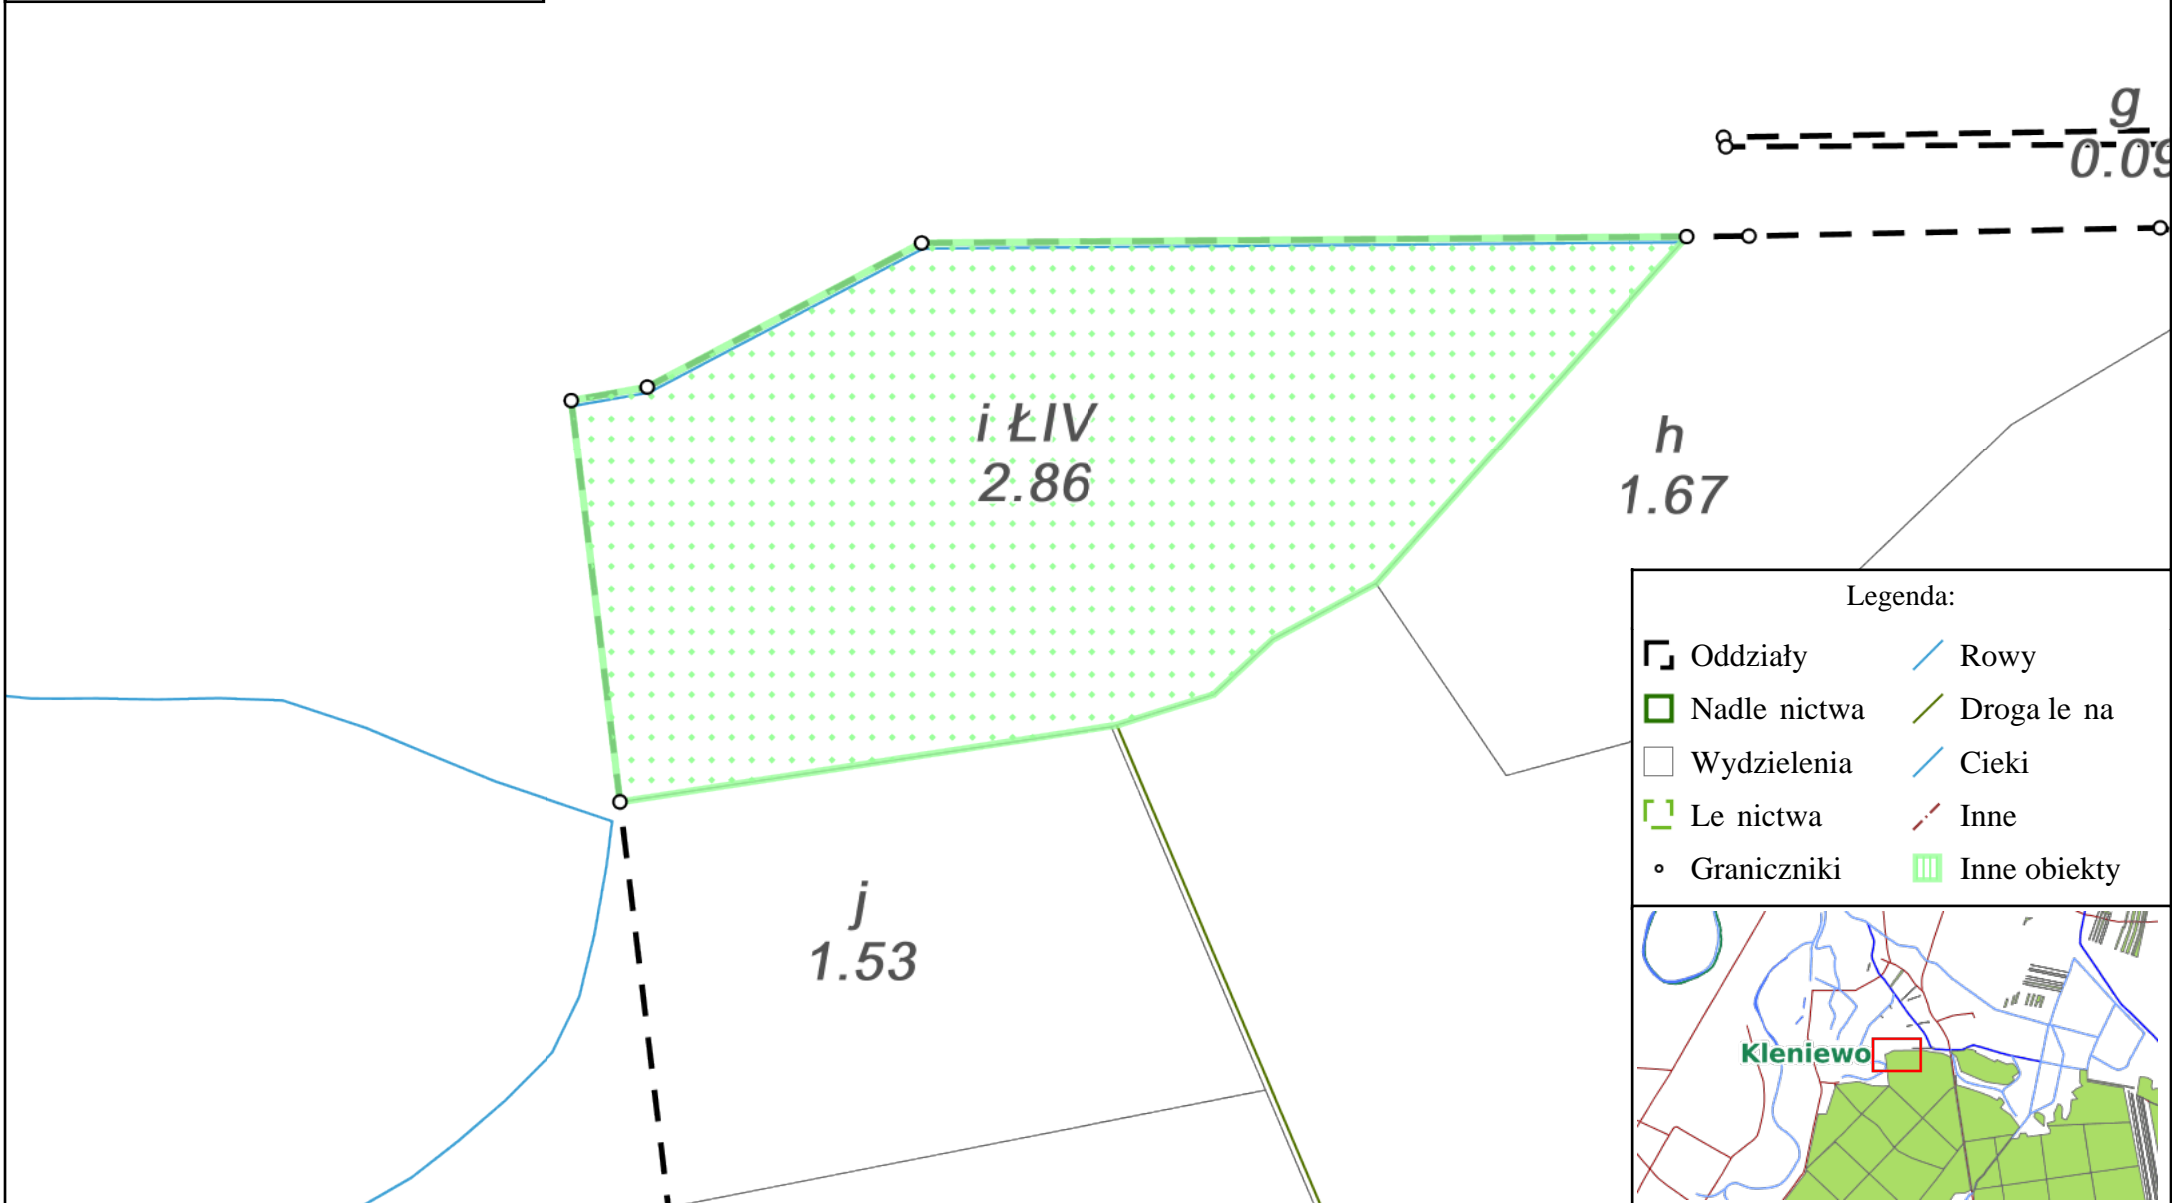 g
0.09
i ŁIV
2.86
h
1.67
j
1.53
Legenda:
Oddziały
Rowy
Nadle nictwa
Droga le na
Wydzielenia
Cieki
Le nictwa
Inne
Graniczniki
Inne obiekty
Kleniewo